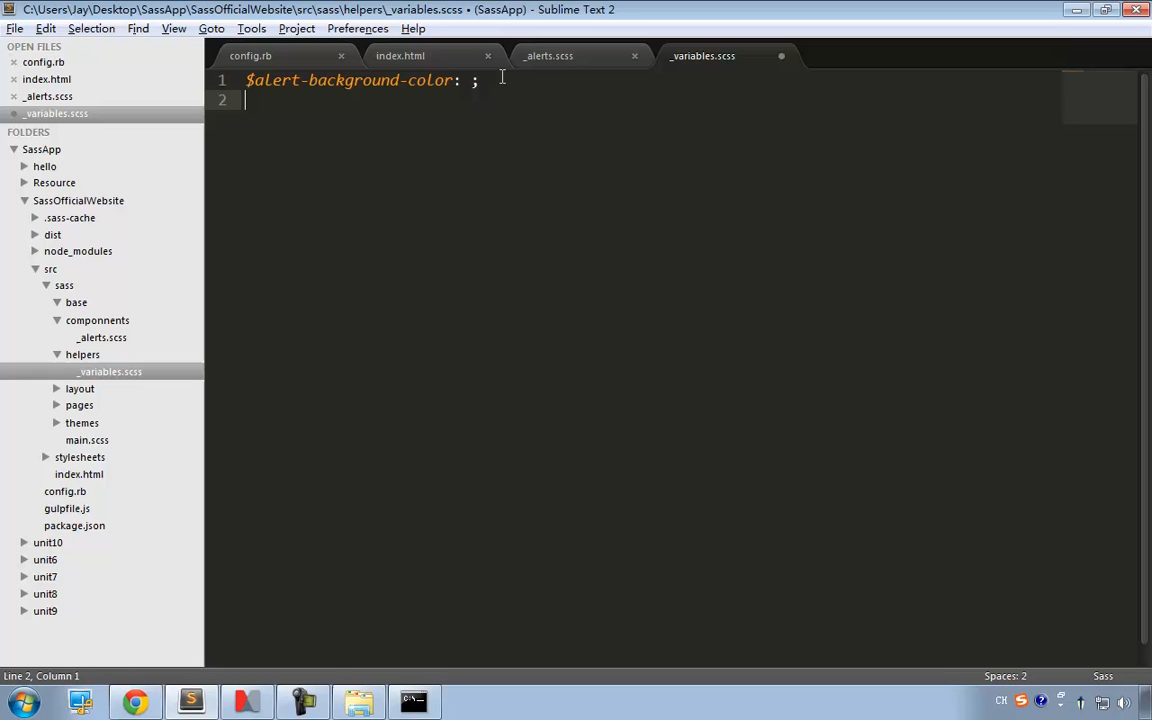 C:\Users\Jay\Desktop\SassApp\SassOfficialWebsite\src\sass\helpers\_variables.scss • (SassApp) - Sublime Text 2
File Edit Selection Find View Goto Tools Project Preferences Help
OPEN FILES
config.rb
index.html
_alerts.scss
_variables.scss
FOLDERS
SassApp
hello
Resource
SassOfficialWebsite
.sass-cache
dist
node_modules
src
sass
base
componnents
_alerts.scss
helpers
_variables.scss
layout
pages
themes
main.scss
stylesheets
index.html
config.rb
gulpfile.js
package.json
unit10
unit6
unit7
unit8
unit9
config.rb index.html _alerts.scss _variables.scss
1 $alert-background-color: ;
2
Line 2, Column 1 Spaces: 2 Sass
CH